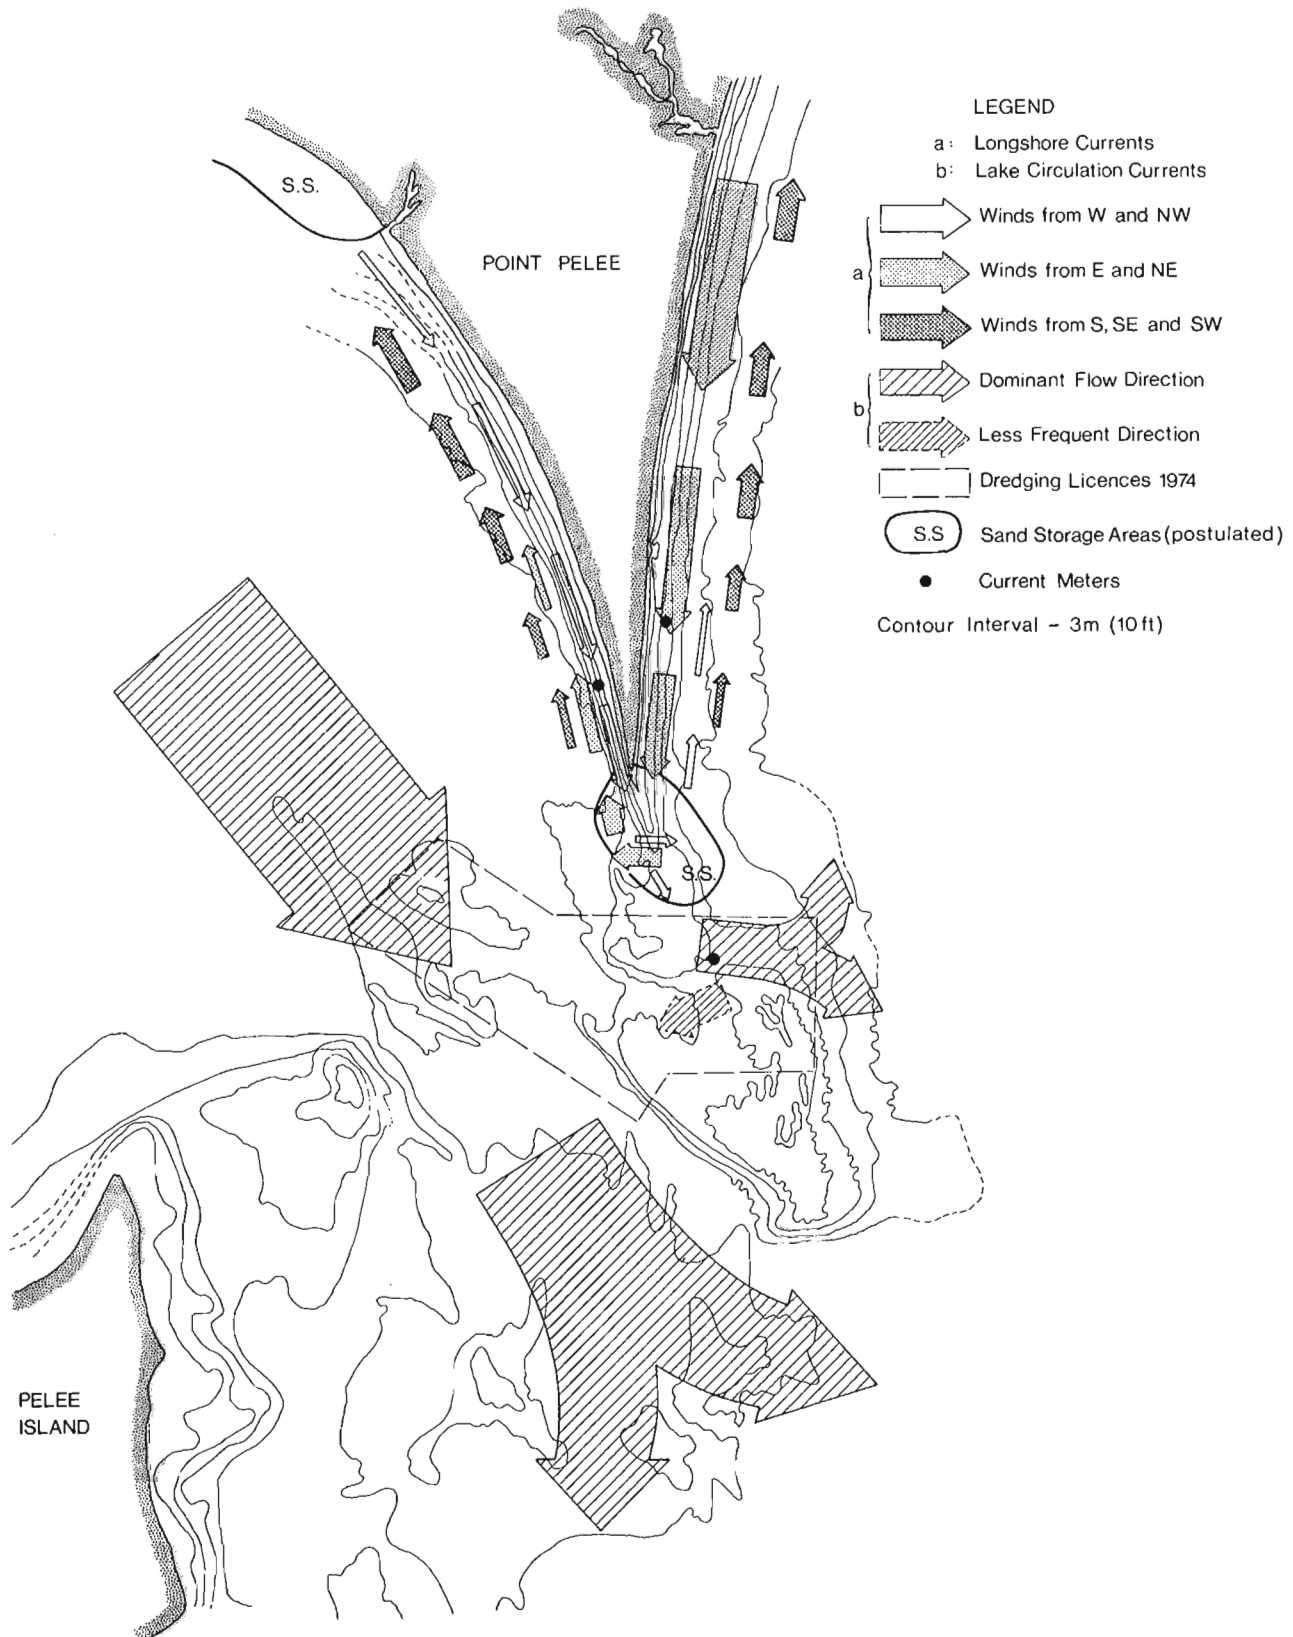 S.S.
POINT PELEE
LEGEND
a: Longshore Currents
b: Lake Circulation Currents
a
Winds from W and NW
Winds from E and NE
Winds from S, SE and SW
b
Dominant Flow Direction
Less Frequent Direction
Dredging Licences 1974
S.S Sand Storage Areas (postulated)
Current Meters
Contour Interval - 3m (10 ft)
S.S.
PELEE
ISLAND